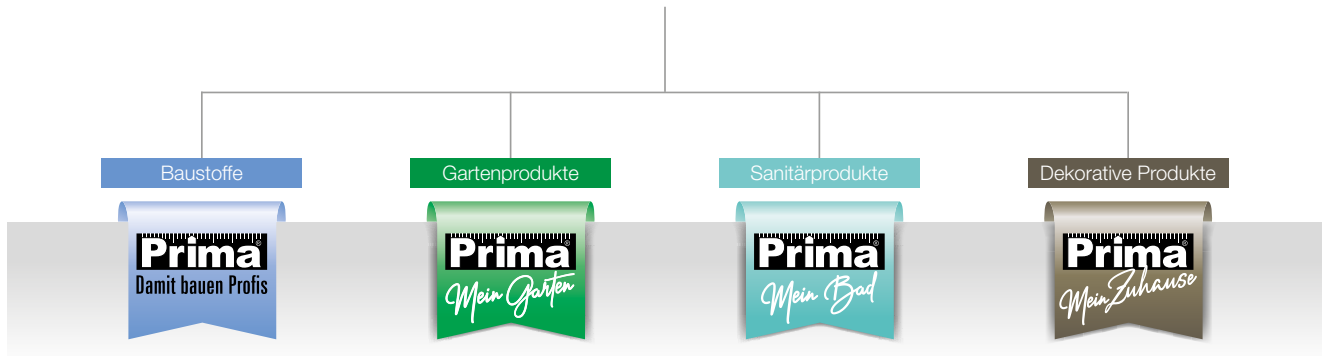 Baustoffe
Gartenprodukte
Sanitärprodukte
Dekorative Produkte
Prima®
Damit bauen Profis
Prima®
Mein Garten
Prima®
Mein Bad
Prima®
Mein Zuhause